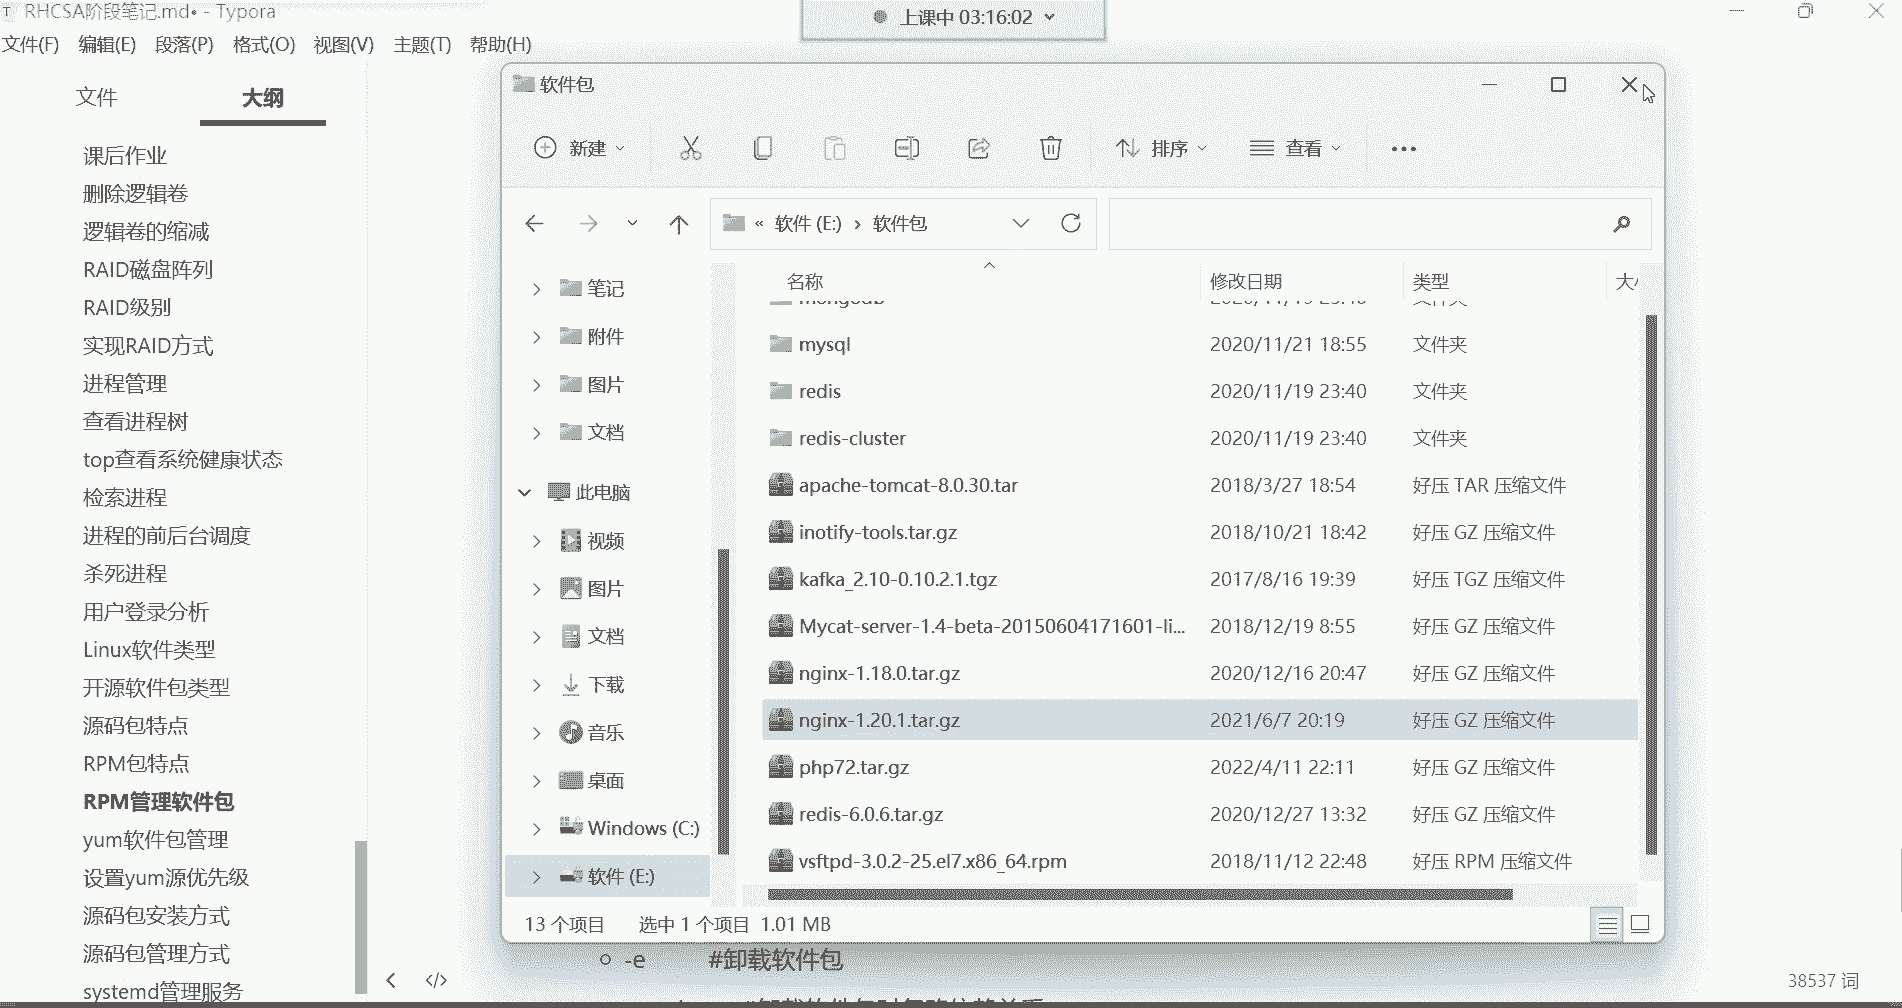 RHCSA阶段笔记.md• - Typora
上课中 03:16:02
文件(F) 编辑(E) 段落(P) 格式(O) 视图(V) 主题(T) 帮助(H)
文件 大纲
课后作业
删除逻辑卷
逻辑卷的缩减
RAID磁盘阵列
RAID级别
实现RAID方式
进程管理
查看进程树
top查看系统健康状态
检索进程
进程的前后台调度
杀死进程
用户登录分析
Linux软件类型
开源软件包类型
源码包特点
RPM包特点
RPM管理软件包
yum软件包管理
设置yum源优先级
源码包安装方式
源码包管理方式
systemd管理服务
软件包
新建 排序 查看
« 软件 (E:) › 软件包
笔记
附件
图片
文档
此电脑
视频
图片
文档
下载
音乐
桌面
Windows (C:)
软件 (E:)
名称 修改日期 类型
mysql 2020/11/21 18:55 文件夹
redis 2020/11/19 23:40 文件夹
redis-cluster 2020/11/19 23:40 文件夹
apache-tomcat-8.0.30.tar 2018/3/27 18:54 好压 TAR 压缩文件
inotify-tools.tar.gz 2018/10/21 18:42 好压 GZ 压缩文件
kafka_2.10-0.10.2.1.tgz 2017/8/16 19:39 好压 TGZ 压缩文件
Mycat-server-1.4-beta-20150604171601-li... 2018/12/19 8:55 好压 GZ 压缩文件
nginx-1.18.0.tar.gz 2020/12/16 20:47 好压 GZ 压缩文件
nginx-1.20.1.tar.gz 2021/6/7 20:19 好压 GZ 压缩文件
php72.tar.gz 2022/4/11 22:11 好压 GZ 压缩文件
redis-6.0.6.tar.gz 2020/12/27 13:32 好压 GZ 压缩文件
vsftpd-3.0.2-25.el7.x86_64.rpm 2018/11/12 22:48 好压 RPM 压缩文件
13 个项目 选中 1 个项目 1.01 MB
-e #卸载软件包
38537 词